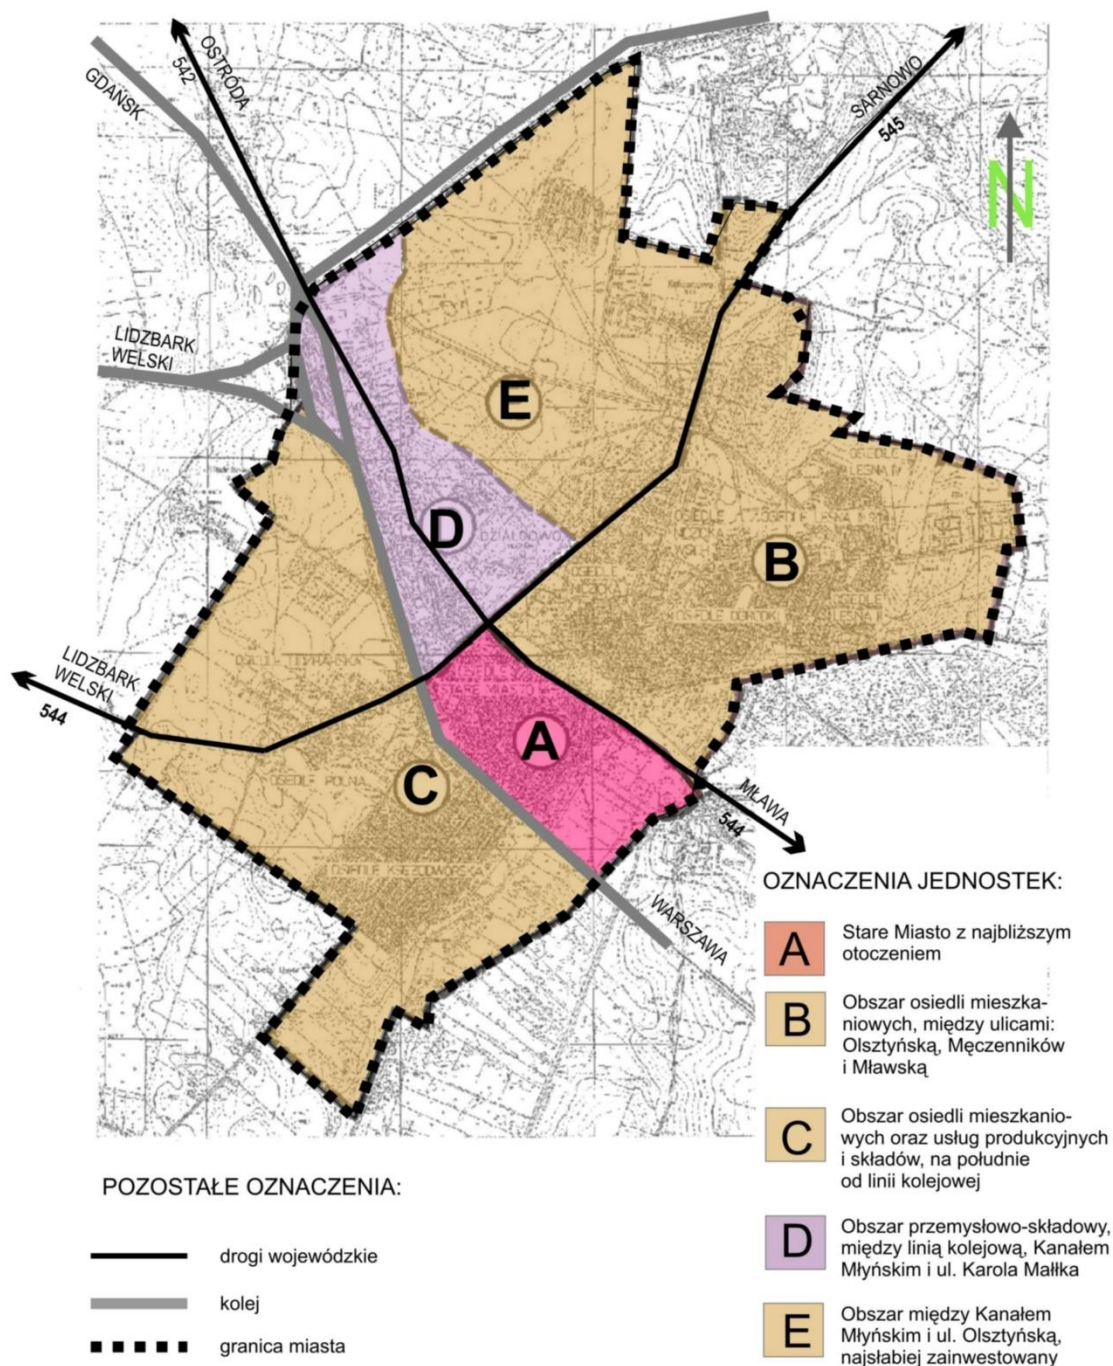 OSTRÓDA
542
GDAŃSK
SARNOWO
545
N
LIDZBARK
WELSKI
E
D
DZIAŁDOWO
B
LIDZBARK
WELSKI
544
STARE MIASTO
A
C
OSIEDLE POLNA
OSIEDLE KSIĘŻODWORSKA
MŁAWA
544
WARSZAWA
OZNACZENIA JEDNOSTEK:
A
Stare Miasto z najbliższym
otoczeniem
B
Obszar osiedli mieszka-
niowych, między ulicami:
Olsztyńską, Męczenników
i Mławską
C
Obszar osiedli mieszkanio-
wych oraz usług produkcyjnych
i składów, na południe
od linii kolejowej
D
Obszar przemysłowo-składowy,
między linią kolejową, Kanałem
Młyńskim i ul. Karola Małłka
E
Obszar między Kanałem
Młyńskim i ul. Olsztyńską,
najsłabiej zainwestowany
POZOSTAŁE OZNACZENIA:
drogi wojewódzkie
kolej
granica miasta